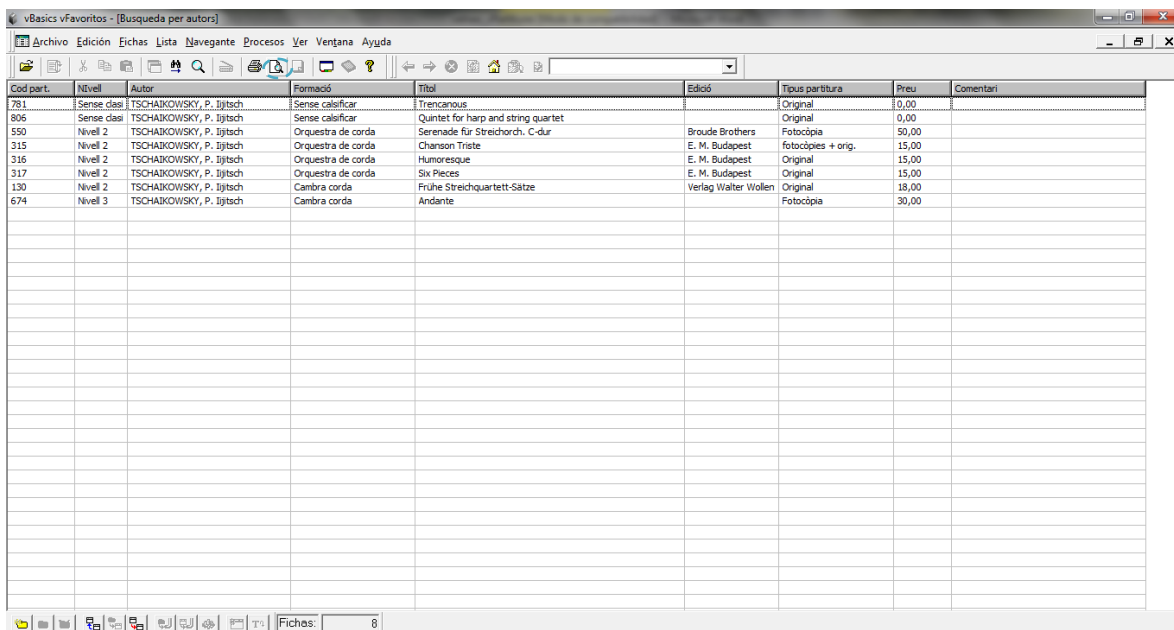 vBasics vFavoritos - [Busqueda per autors]
Archivo Edición Fichas Lista Navegante Procesos Ver Ventana Ayuda
Cod part. NIvell Autor Formació Títol Edició Tipus partitura Preu Comentari
781 Sense clasi TSCHAIKOWSKY, P. Iijitsch Sense calsificar Trencanous Original 0,00
806 Sense clasi TSCHAIKOWSKY, P. Iijitsch Sense calsificar Quintet for harp and string quartet Original 0,00
550 Nivell 2 TSCHAIKOWSKY, P. Iijitsch Orquestra de corda Serenade für Streichorch. C-dur Broude Brothers Fotocòpia 50,00
315 Nivell 2 TSCHAIKOWSKY, P. Iijitsch Orquestra de corda Chanson Triste E. M. Budapest fotocòpies + orig. 15,00
316 Nivell 2 TSCHAIKOWSKY, P. Iijitsch Orquestra de corda Humoresque E. M. Budapest Original 15,00
317 Nivell 2 TSCHAIKOWSKY, P. Iijitsch Orquestra de corda Six Pieces E. M. Budapest Original 15,00
130 Nivell 2 TSCHAIKOWSKY, P. Iijitsch Cambra corda Frühe Streichquartett-Sätze Verlag Walter Wollen Original 18,00
674 Nivell 3 TSCHAIKOWSKY, P. Iijitsch Cambra corda Andante Fotocòpia 30,00
Fichas: 8